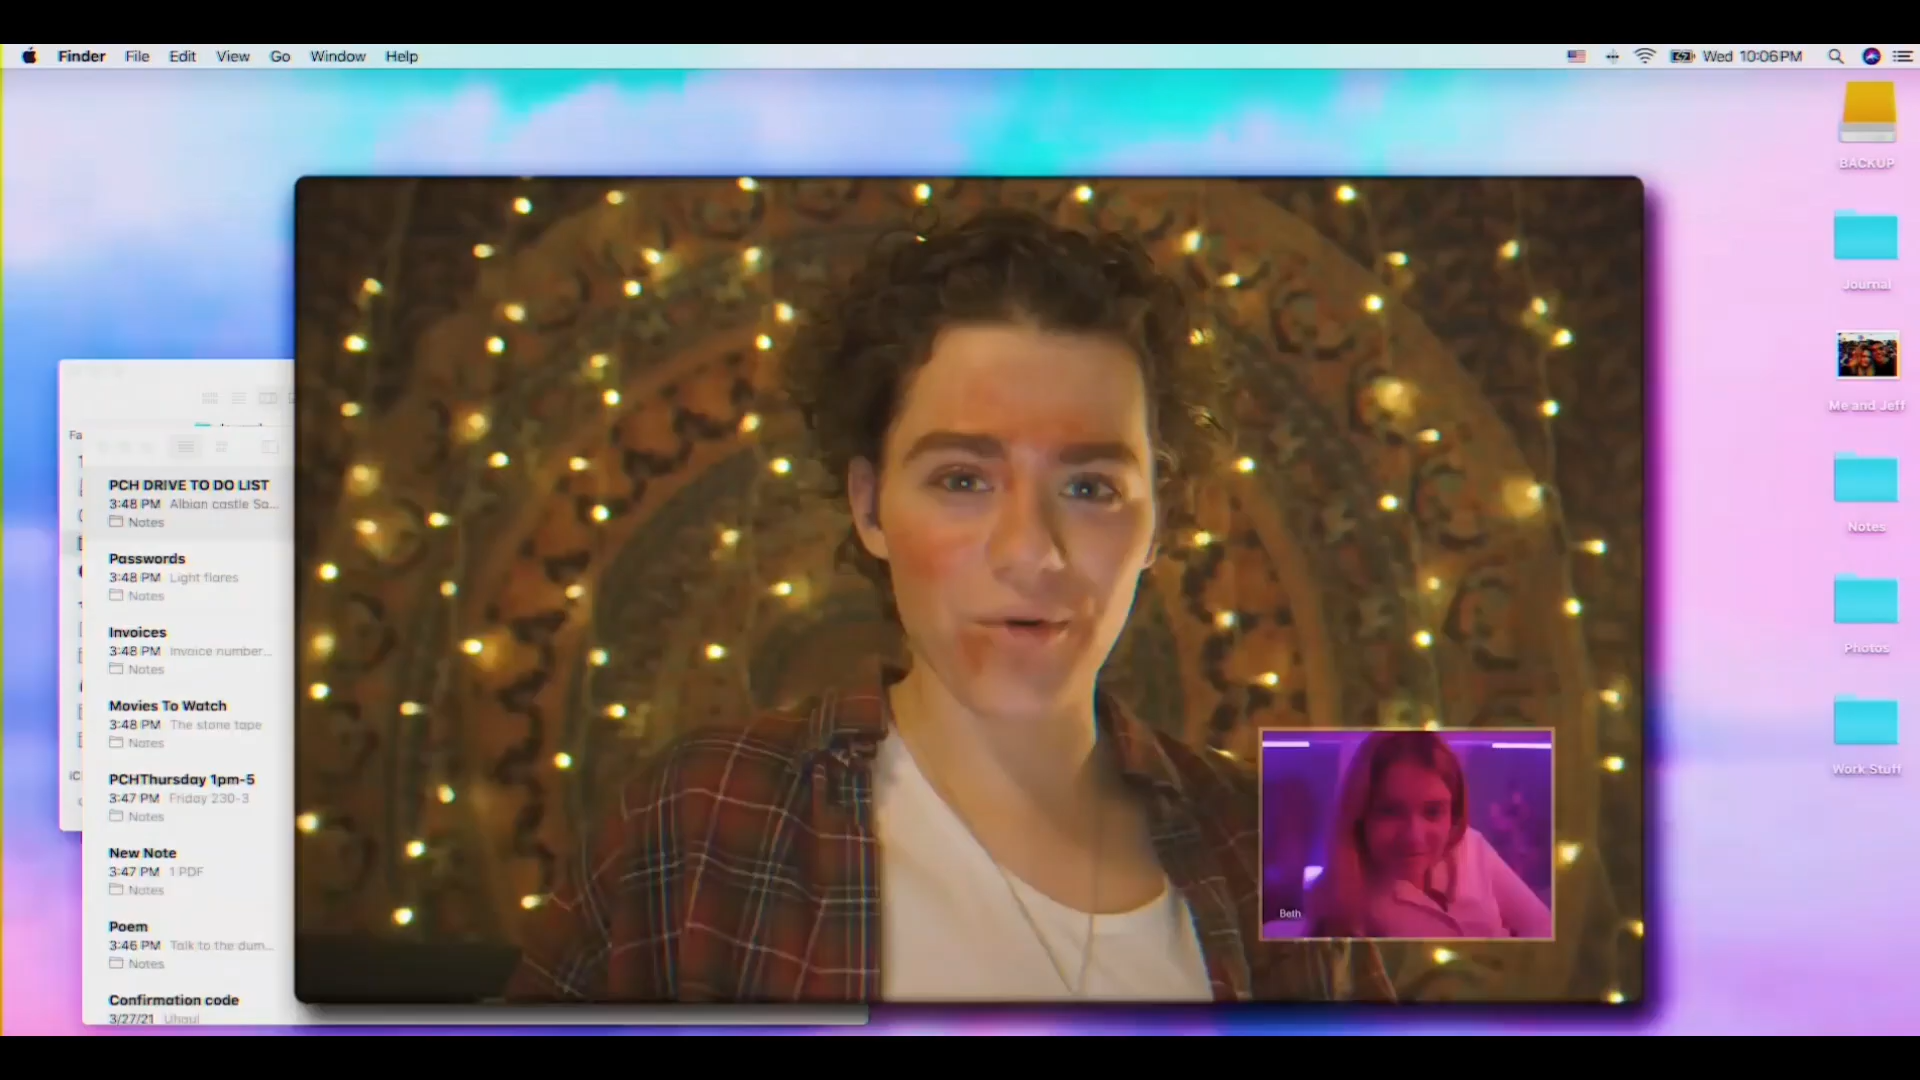 Finder File Edit View Go Window Help
Wed 10:06 PM
BACKUP
Journal
Me and Jeff
Notes
Photos
Work Stuff
Fa
PCH DRIVE TO DO LIST
3:48 PM Albian castle Sa...
Notes
Passwords
3:48 PM Light flares
Notes
Invoices
3:48 PM Invoice number...
Notes
Movies To Watch
3:48 PM The stone tape
Notes
PCHThursday 1pm-5
3:47 PM Friday 230-3
Notes
New Note
3:47 PM 1 PDF
Notes
Poem
3:46 PM Talk to the dum...
Notes
Confirmation code
3/27/21 Uhaul
Beth